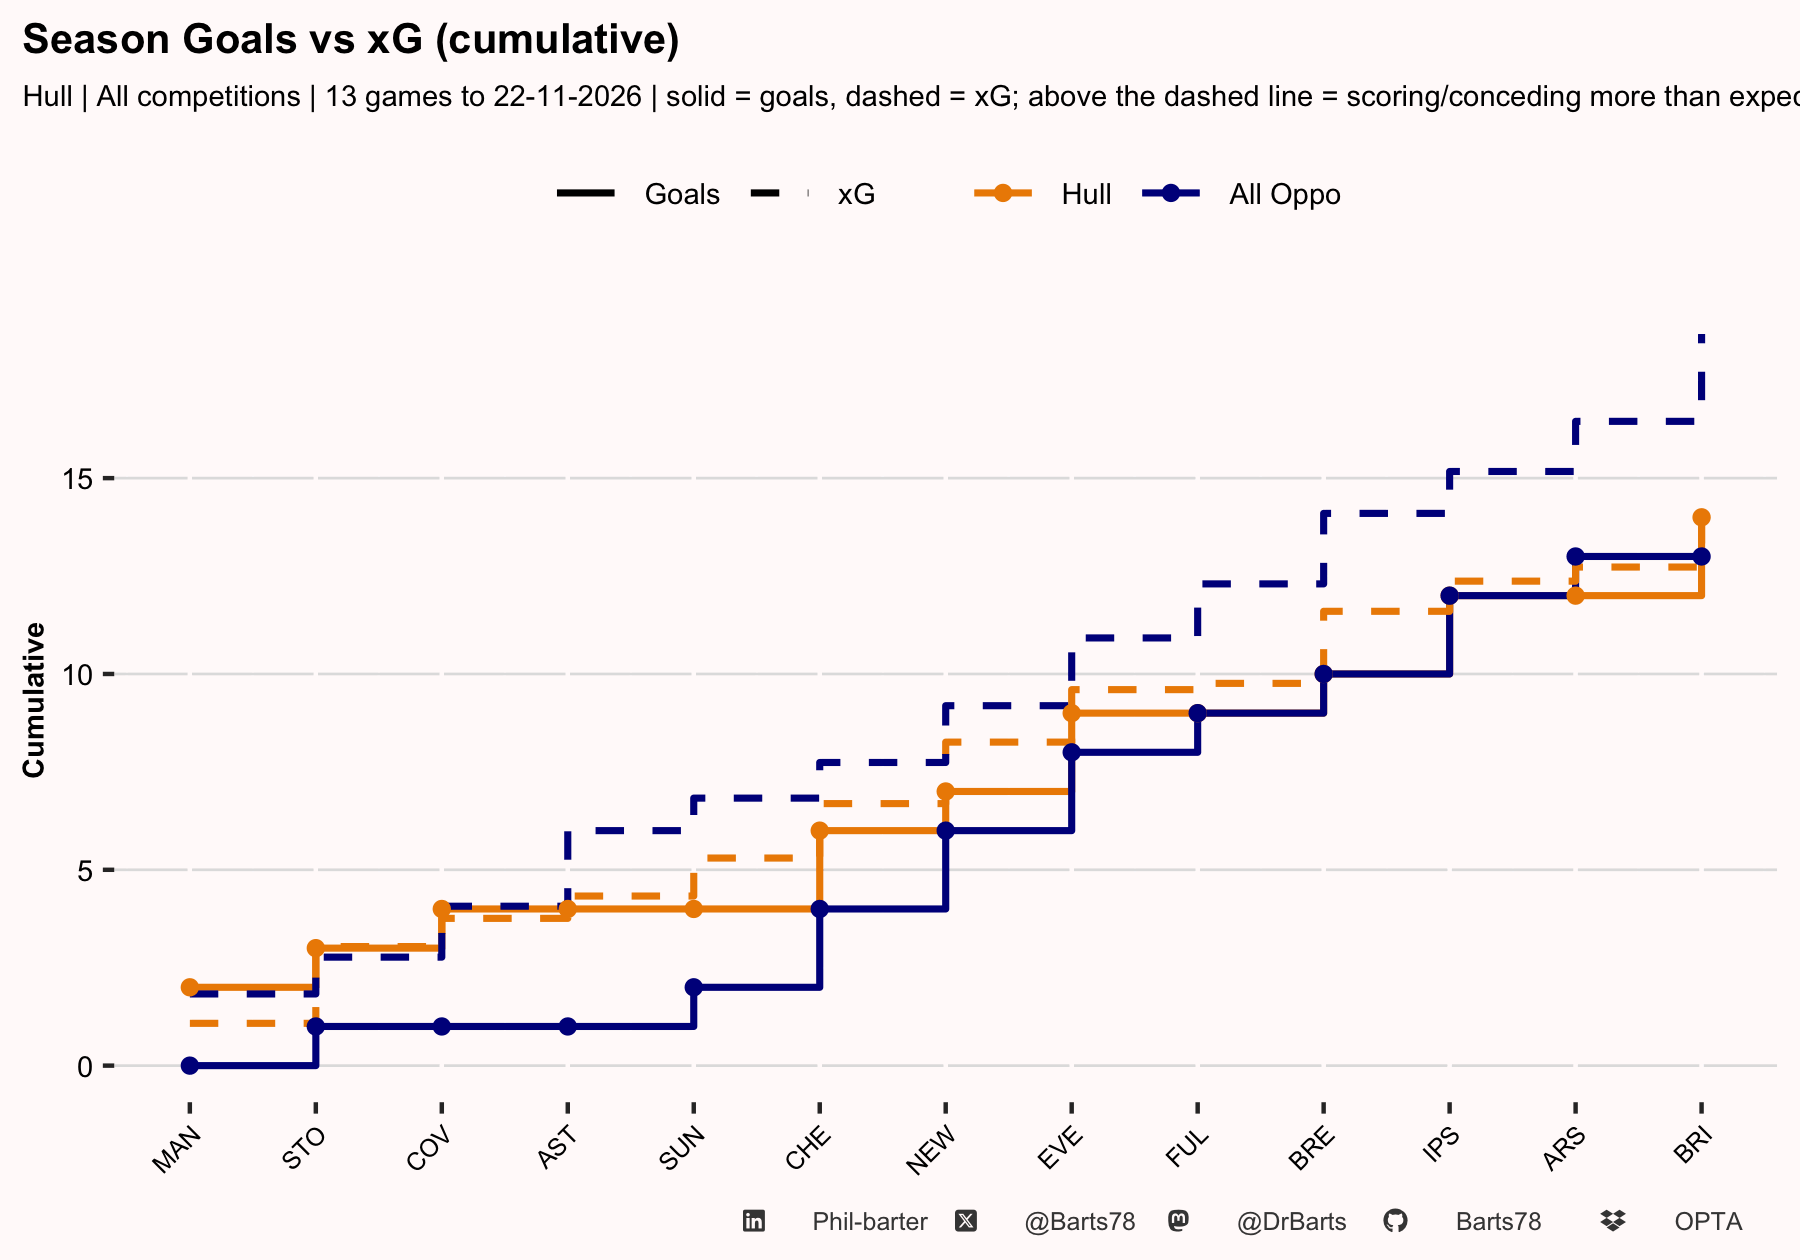 Season Goals vs xG (cumulative)
Hull | All competitions | 13 games to 22-11-2026 | solid = goals, dashed = xG; above the dashed line = scoring/conceding more than expec
Goals xG Hull All Oppo
15
10
5
0
Cumulative
MAN STO COV AST SUN CHE NEW EVE FUL BRE IPS ARS BRI
Phil-barter @Barts78 @DrBarts Barts78 OPTA